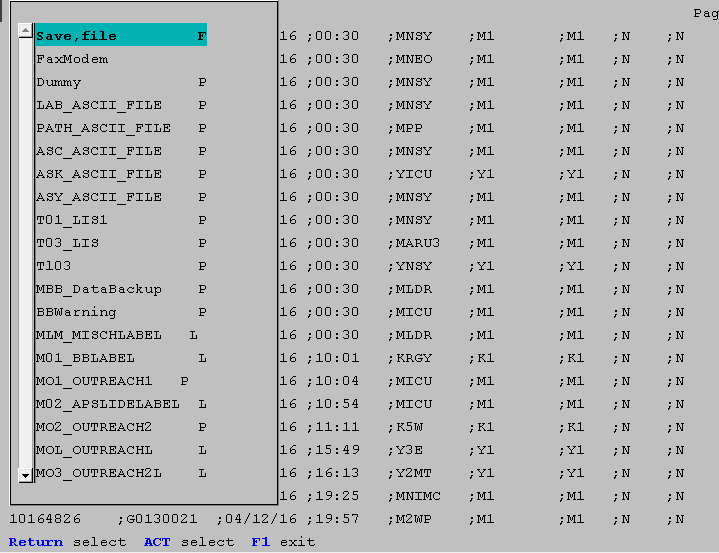 Pag
Save,file F 16 ;00:30 ;MNSY ;M1 ;M1 ;N ;N
FaxModem 16 ;00:30 ;MNEO ;M1 ;M1 ;N ;N
Dummy P 16 ;00:30 ;MNSY ;M1 ;M1 ;N ;N
LAB_ASCII_FILE P 16 ;00:30 ;MNSY ;M1 ;M1 ;N ;N
PATH_ASCII_FILE P 16 ;00:30 ;MPP ;M1 ;M1 ;N ;N
ASC_ASCII_FILE P 16 ;00:30 ;MNSY ;M1 ;M1 ;N ;N
ASK_ASCII_FILE P 16 ;00:30 ;YICU ;Y1 ;Y1 ;N ;N
ASY_ASCII_FILE P 16 ;00:30 ;MNSY ;M1 ;M1 ;N ;N
T01_LIS1 P 16 ;00:30 ;MNSY ;M1 ;M1 ;N ;N
T03_LIS P 16 ;00:30 ;MARU3 ;M1 ;M1 ;N ;N
Tl03 P 16 ;00:30 ;YNSY ;Y1 ;Y1 ;N ;N
MBB_DataBackup P 16 ;00:30 ;MLDR ;M1 ;M1 ;N ;N
BBWarning P 16 ;00:30 ;MICU ;M1 ;M1 ;N ;N
MLM_MISCHLABEL L 16 ;00:30 ;MLDR ;M1 ;M1 ;N ;N
M01_BBLABEL L 16 ;10:01 ;KRGY ;K1 ;K1 ;N ;N
MO1_OUTREACH1 P 16 ;10:04 ;MICU ;M1 ;M1 ;N ;N
M02_APSLIDELABEL L 16 ;10:54 ;MICU ;M1 ;M1 ;N ;N
MO2_OUTREACH2 P 16 ;11:11 ;K5W ;K1 ;K1 ;N ;N
MOL_OUTREACHL L 16 ;15:49 ;Y3E ;Y1 ;Y1 ;N ;N
MO3_OUTREACH2L L 16 ;16:13 ;Y2MT ;Y1 ;Y1 ;N ;N
16 ;19:25 ;MNIMC ;M1 ;M1 ;N ;N
10164826 ;G0130021 ;04/12/16 ;19:57 ;M2WP ;M1 ;M1 ;N ;N
Return select ACT select F1 exit